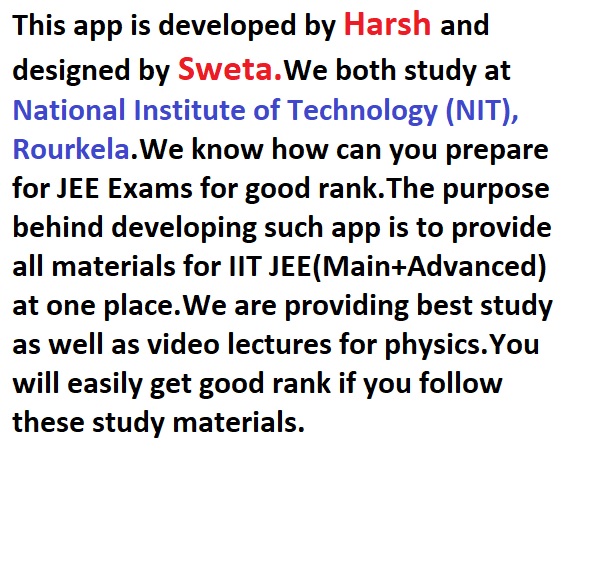 This app is developed by Harsh and
designed by Sweta.We both study at
National Institute of Technology (NIT),
Rourkela.We know how can you prepare
for JEE Exams for good rank.The purpose
behind developing such app is to provide
all materials for IIT JEE(Main+Advanced)
at one place.We are providing best study
as well as video lectures for physics.You
will easily get good rank if you follow
these study materials.